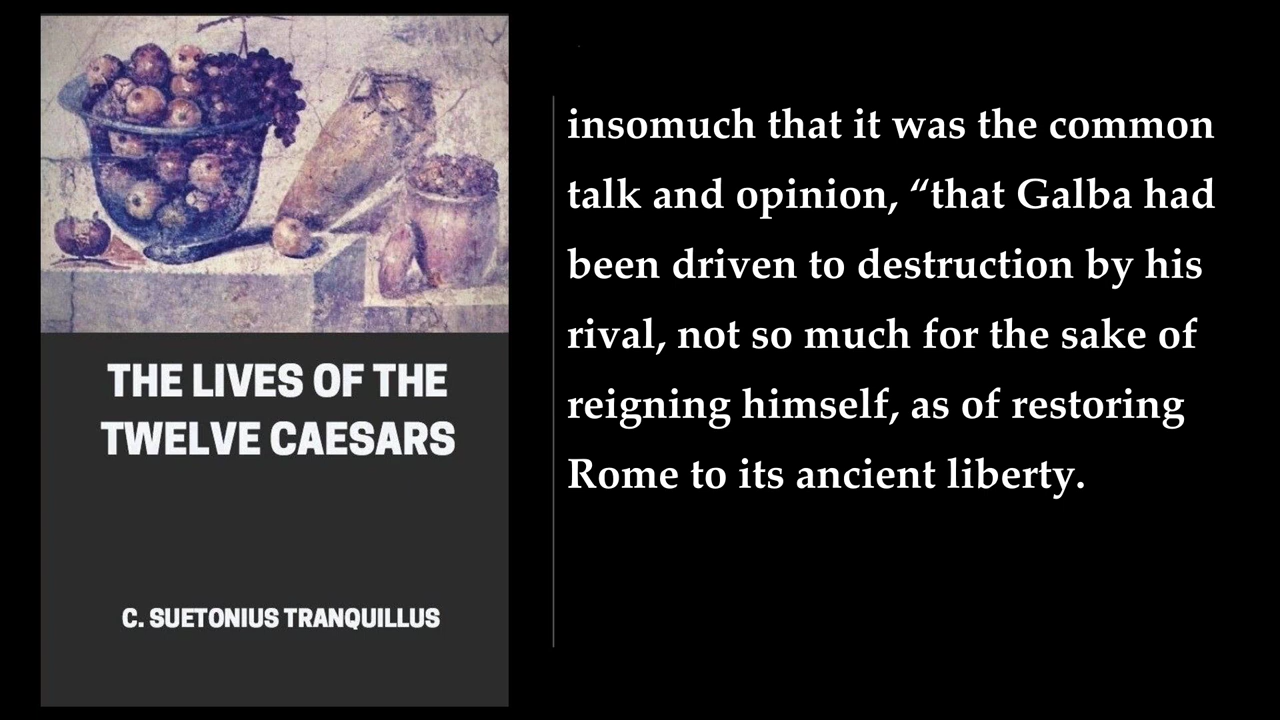 THE LIVES OF THE
TWELVE CAESARS
C. SUETONIUS TRANQUILLUS
insomuch that it was the common
talk and opinion, “that Galba had
been driven to destruction by his
rival, not so much for the sake of
reigning himself, as of restoring
Rome to its ancient liberty.